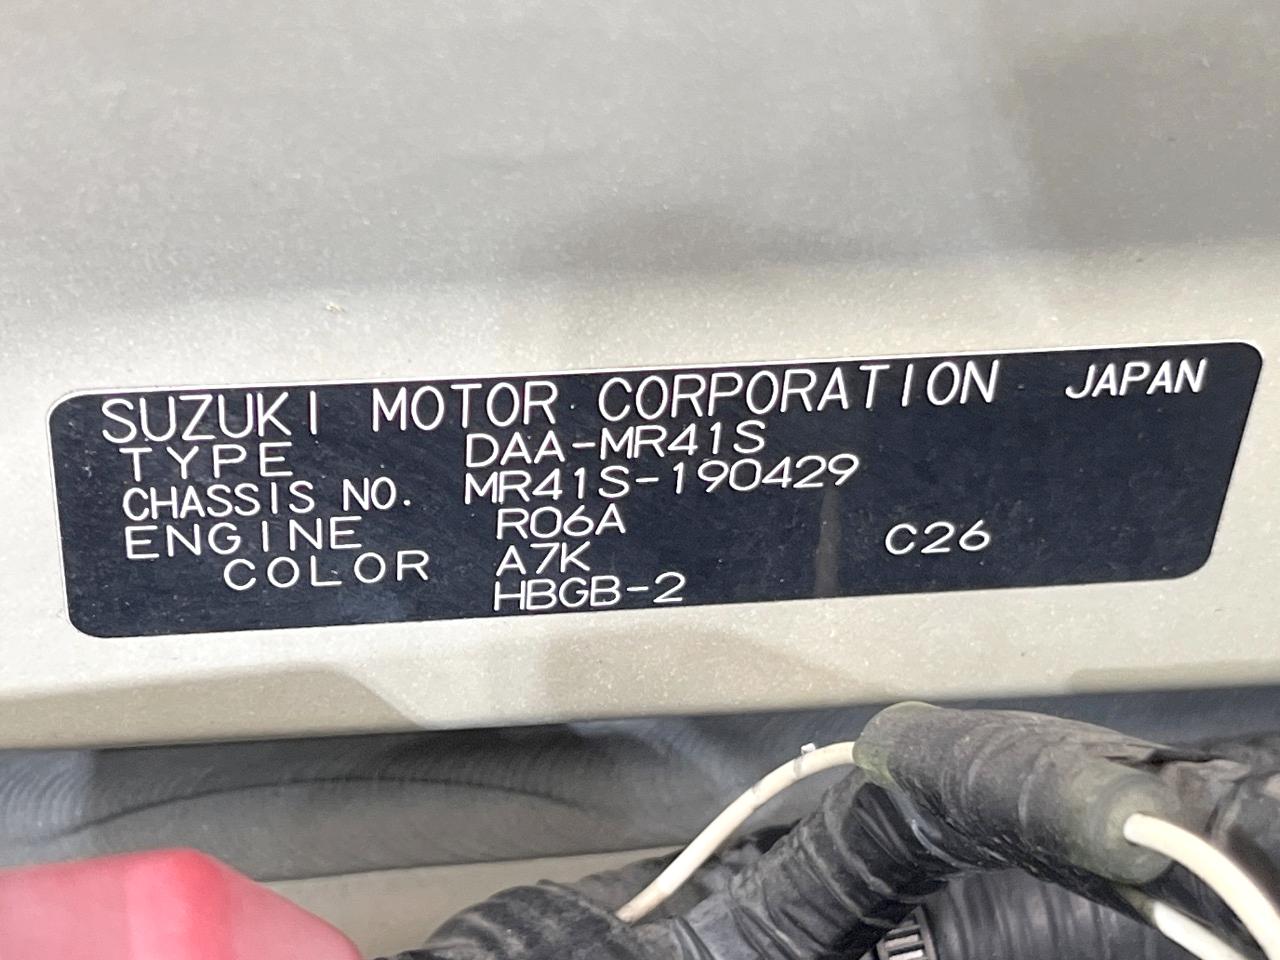 SUZUKI MOTOR CORPORATION JAPAN
TYPE DAA-MR41S
CHASSIS NO. MR41S-190429
ENGINE R06A
COLOR A7K C26
HBGB-2